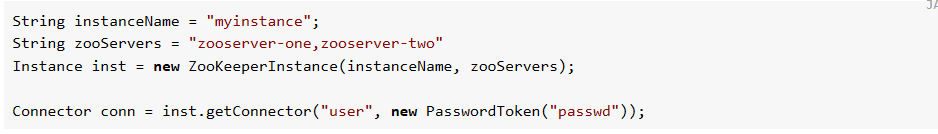 JA
String instanceName = "myinstance";
String zooServers = "zooserver-one,zooserver-two"
Instance inst = new ZooKeeperInstance(instanceName, zooServers);
Connector conn = inst.getConnector("user", new PasswordToken("passwd"));